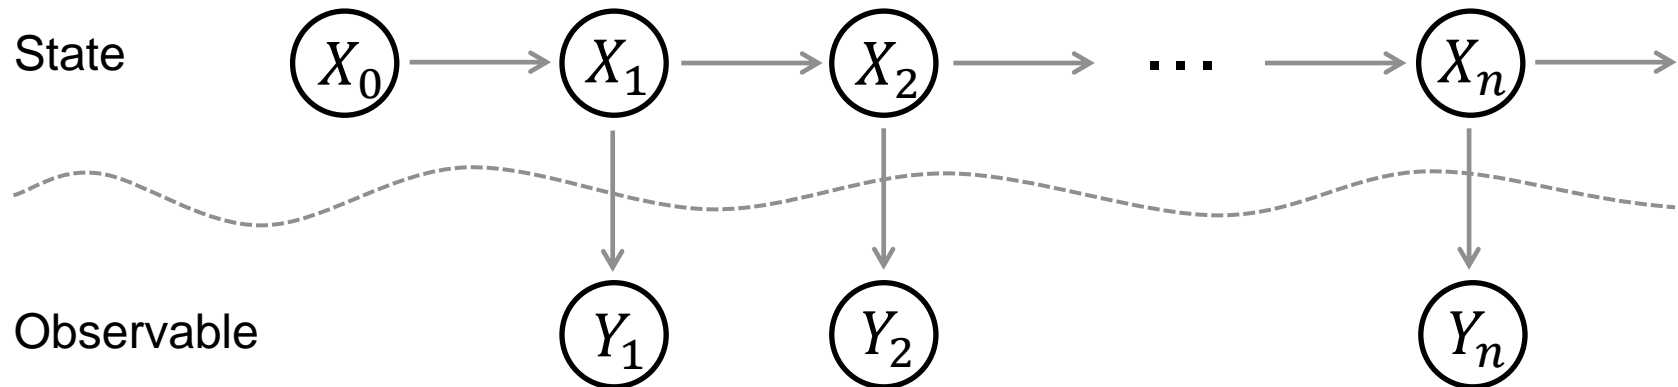 State X₀ X₁ X₂ ... Xₙ
Observable Y₁ Y₂ Yₙ